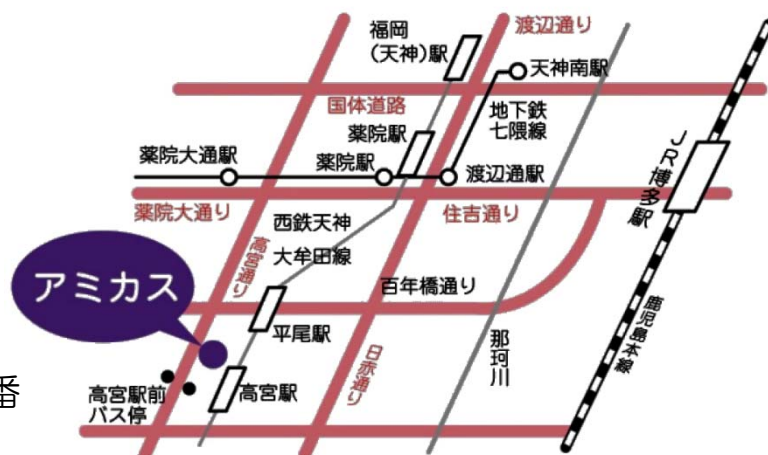 福岡
(天神)駅
渡辺通り
天神南駅
国体道路
地下鉄
七隈線
薬院駅
薬院大通駅
薬院駅
渡辺通駅
JR博多駅
薬院大通り
住吉通り
西鉄天神
大牟田線
高宮通り
アミカス
百年橋通り
平尾駅
那珂川
鹿児島本線
日赤通り
番
高宮駅前
バス停
高宮駅